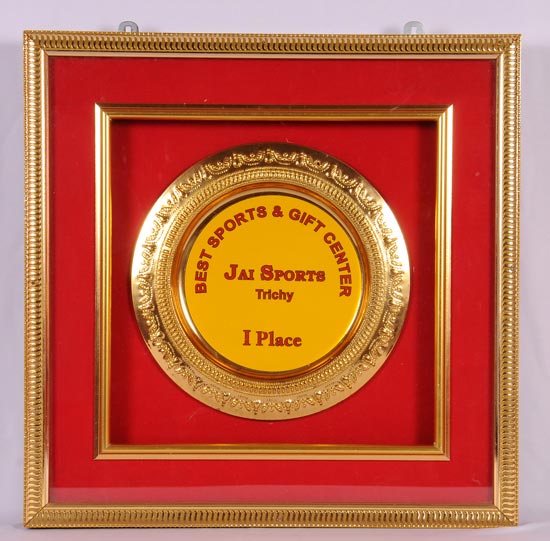 BEST SPORTS & GIFT CENTER
JAI SPORTS
Trichy
I Place